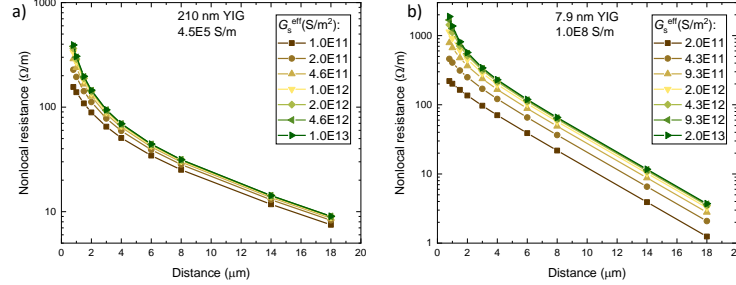 a)
210 nm YIG
4.5E5 S/m
G_s^eff(S/m²):
1.0E11
2.0E11
4.6E11
1.0E12
2.0E12
4.6E12
1.0E13
Nonlocal resistance (Ω/m)
1000
100
10
0 2 4 6 8 10 12 14 16 18 20
Distance (μm)
b)
7.9 nm YIG
1.0E8 S/m
G_s^eff(S/m²):
2.0E11
4.3E11
9.3E11
2.0E12
4.3E12
9.3E12
2.0E13
Nonlocal resistance (Ω/m)
1000
100
10
1
0 2 4 6 8 10 12 14 16 18 20
Distance (μm)